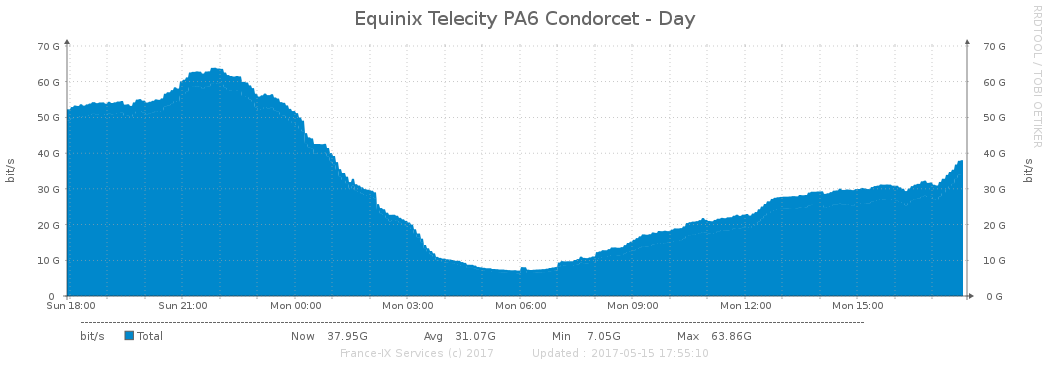 Equinix Telecity PA6 Condorcet - Day
RRDTOOL / TOBI OETIKER
70 G 70 G
60 G 60 G
50 G 50 G
40 G 40 G
30 G 30 G
20 G 20 G
10 G 10 G
0 0 G
bit/s
bit/s
Sun 18:00 Sun 21:00 Mon 00:00 Mon 03:00 Mon 06:00 Mon 09:00 Mon 12:00 Mon 15:00
bit/s Total Now 37.95G Avg 31.07G Min 7.05G Max 63.86G
France-IX Services (c) 2017 Updated : 2017-05-15 17:55:10